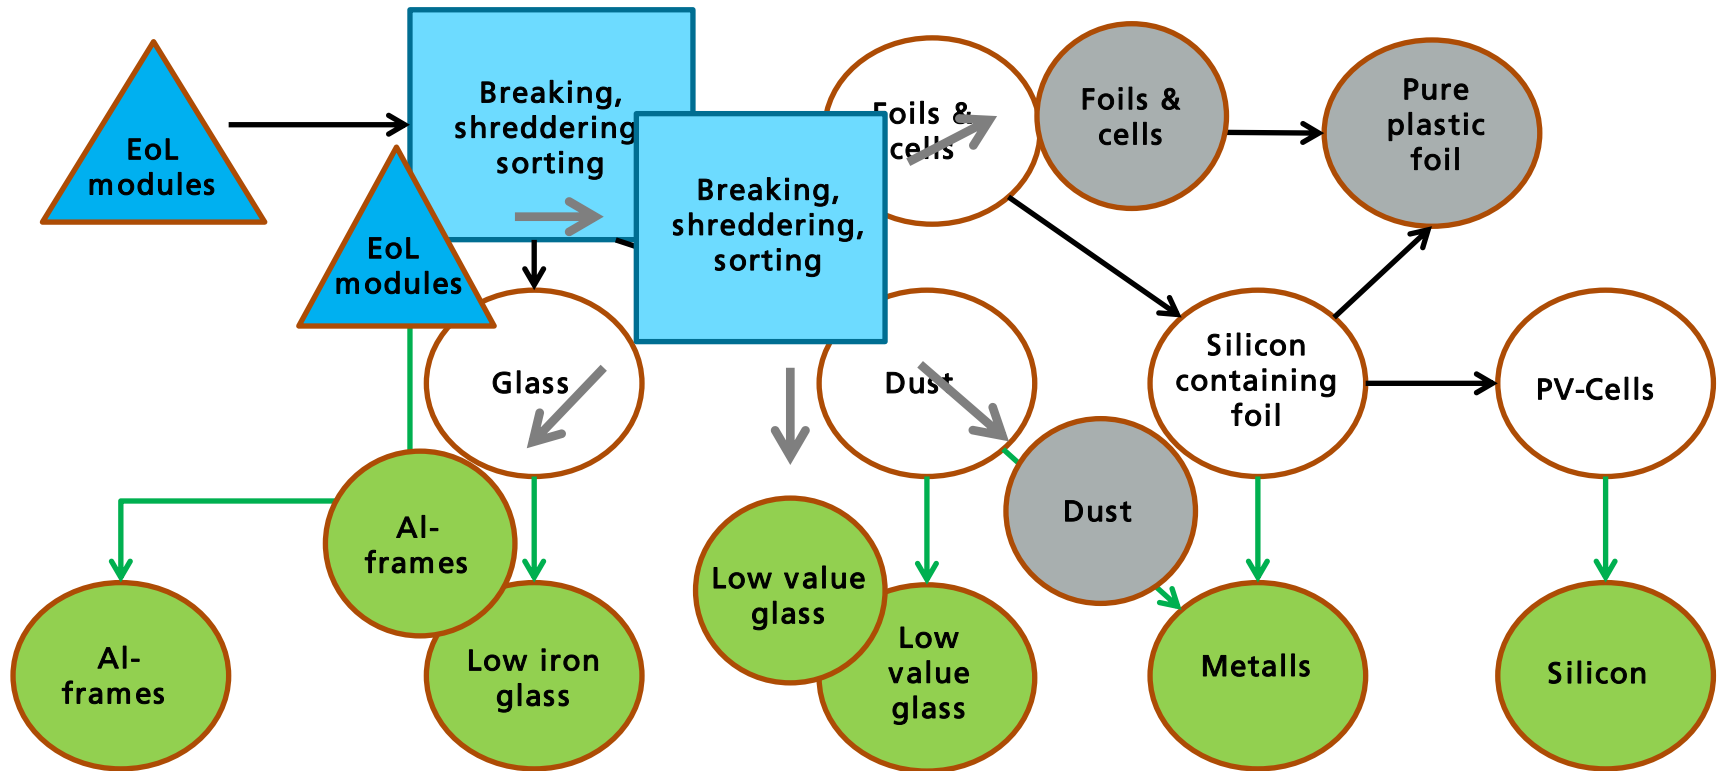 EoL
modules
Breaking,
shreddering,
sorting
EoL
modules
Breaking,
shreddering,
sorting
Foils &
cells
Foils &
cells
Pure
plastic
foil
Glass
Dust
Silicon
containing
foil
PV-Cells
Al-
frames
Low value
glass
Dust
Al-
frames
Low iron
glass
Low
value
glass
Metalls
Silicon